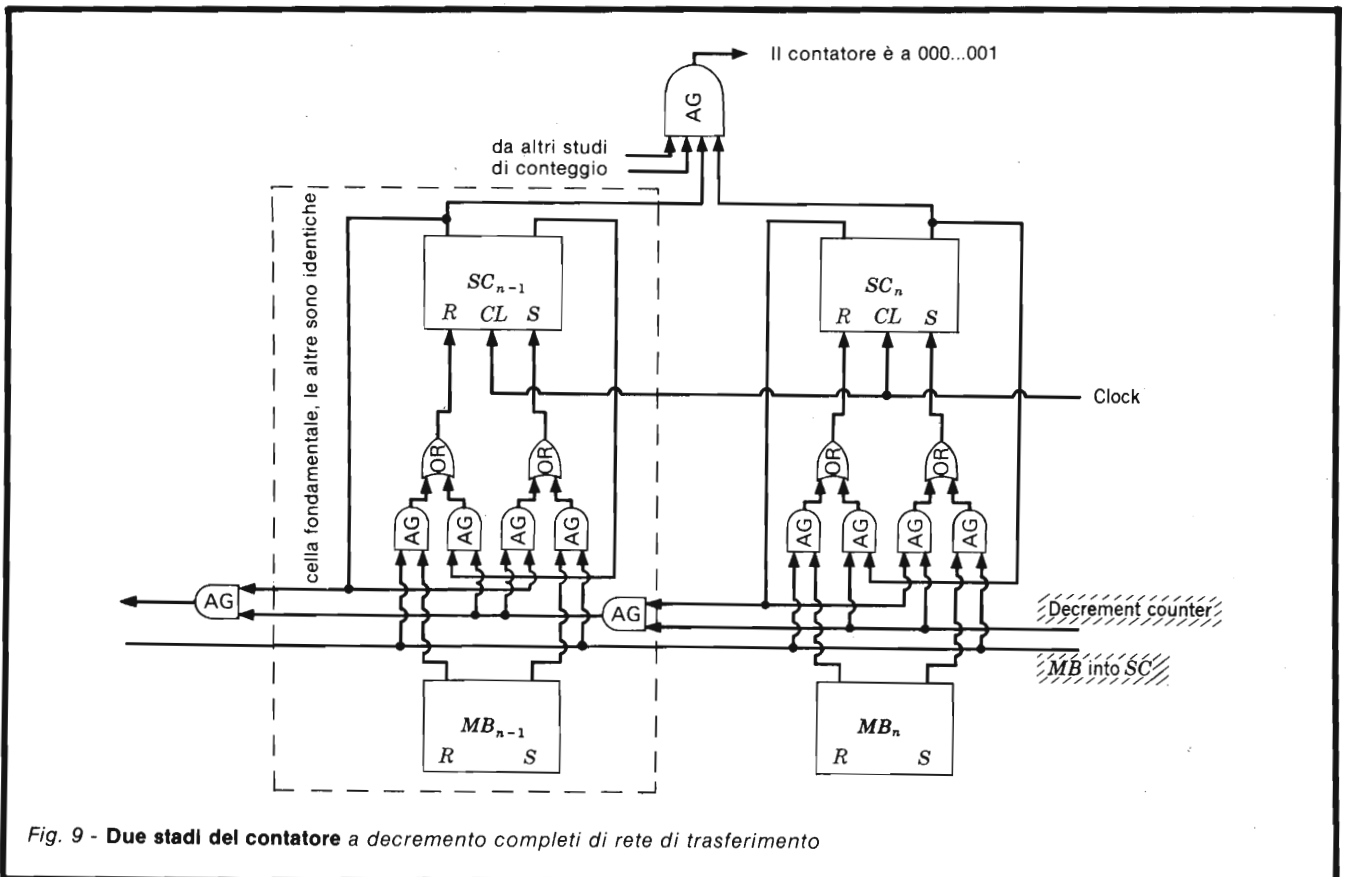 Il contatore è a 000...001
AG
da altri studi
di conteggio
cella fondamentale, le altre sono identiche
SCn-1
R CL S
SCn
R CL S
Clock
OR OR OR OR
AG AG AG AG AG AG AG AG
AG
AG
Decrement counter
MB into SC
MBn-1
R S
MBn
R S
Fig. 9 - Due stadi del contatore a decremento completi di rete di trasferimento